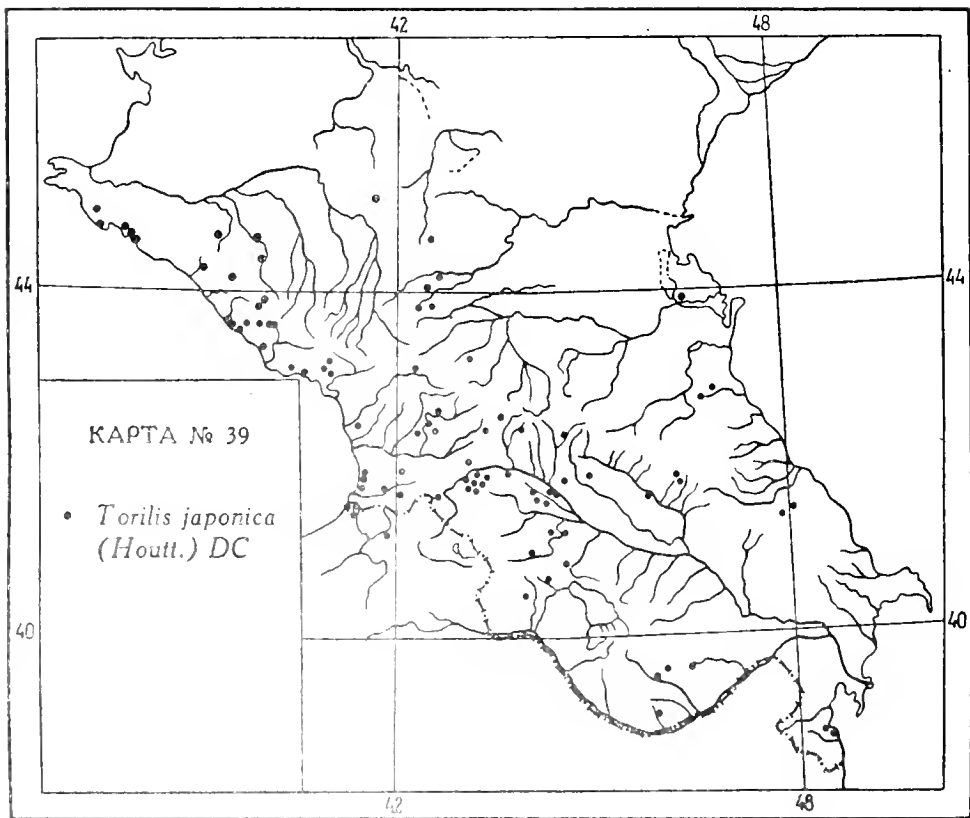 42 48
44 44
КАРТА № 39
• Torilis japonica
(Houtt.) DC
40 40
42 48